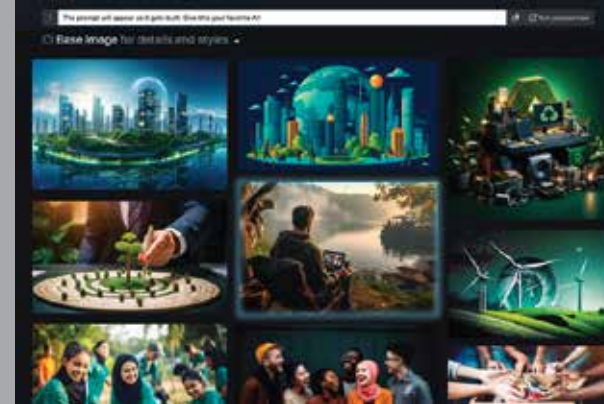 The prompt will appear as it gets built. Give this your favorite AI!
Base Image for details and styles